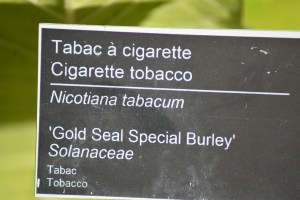 Tabac à cigarette
Cigarette tobacco
Nicotiana tabacum
'Gold Seal Special Burley'
Solanaceae
Tabac
Tobacco